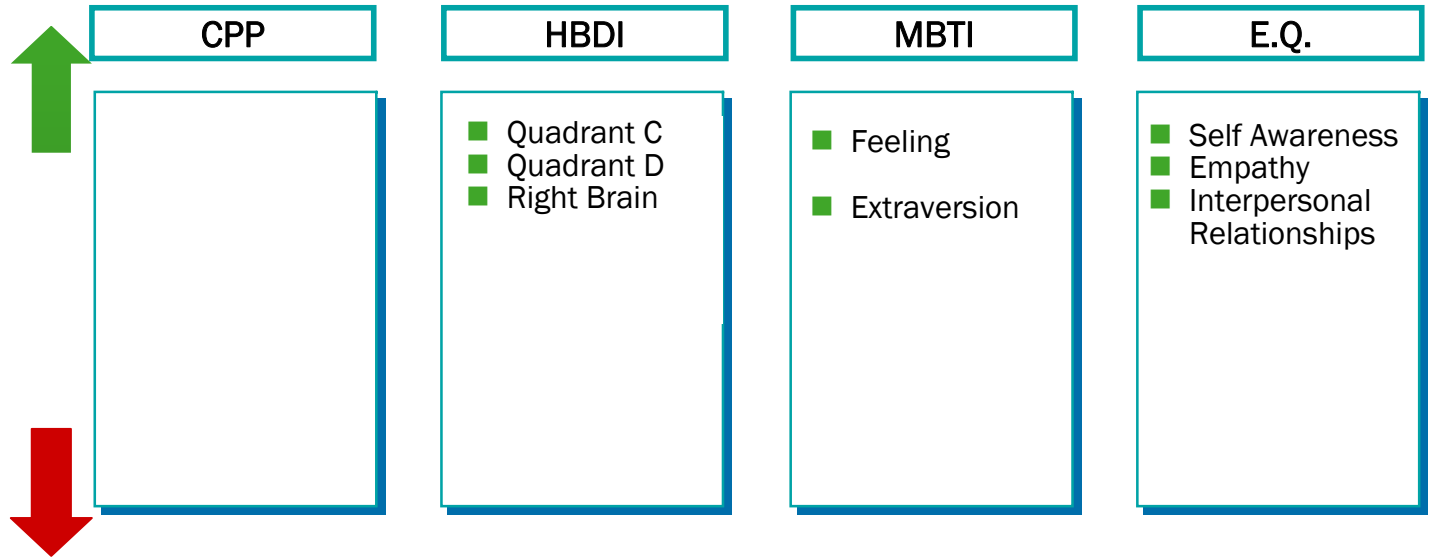 CPP
HBDI
MBTI
E.Q.
Quadrant C
Quadrant D
Right Brain
Feeling
Extraversion
Self Awareness
Empathy
Interpersonal
Relationships